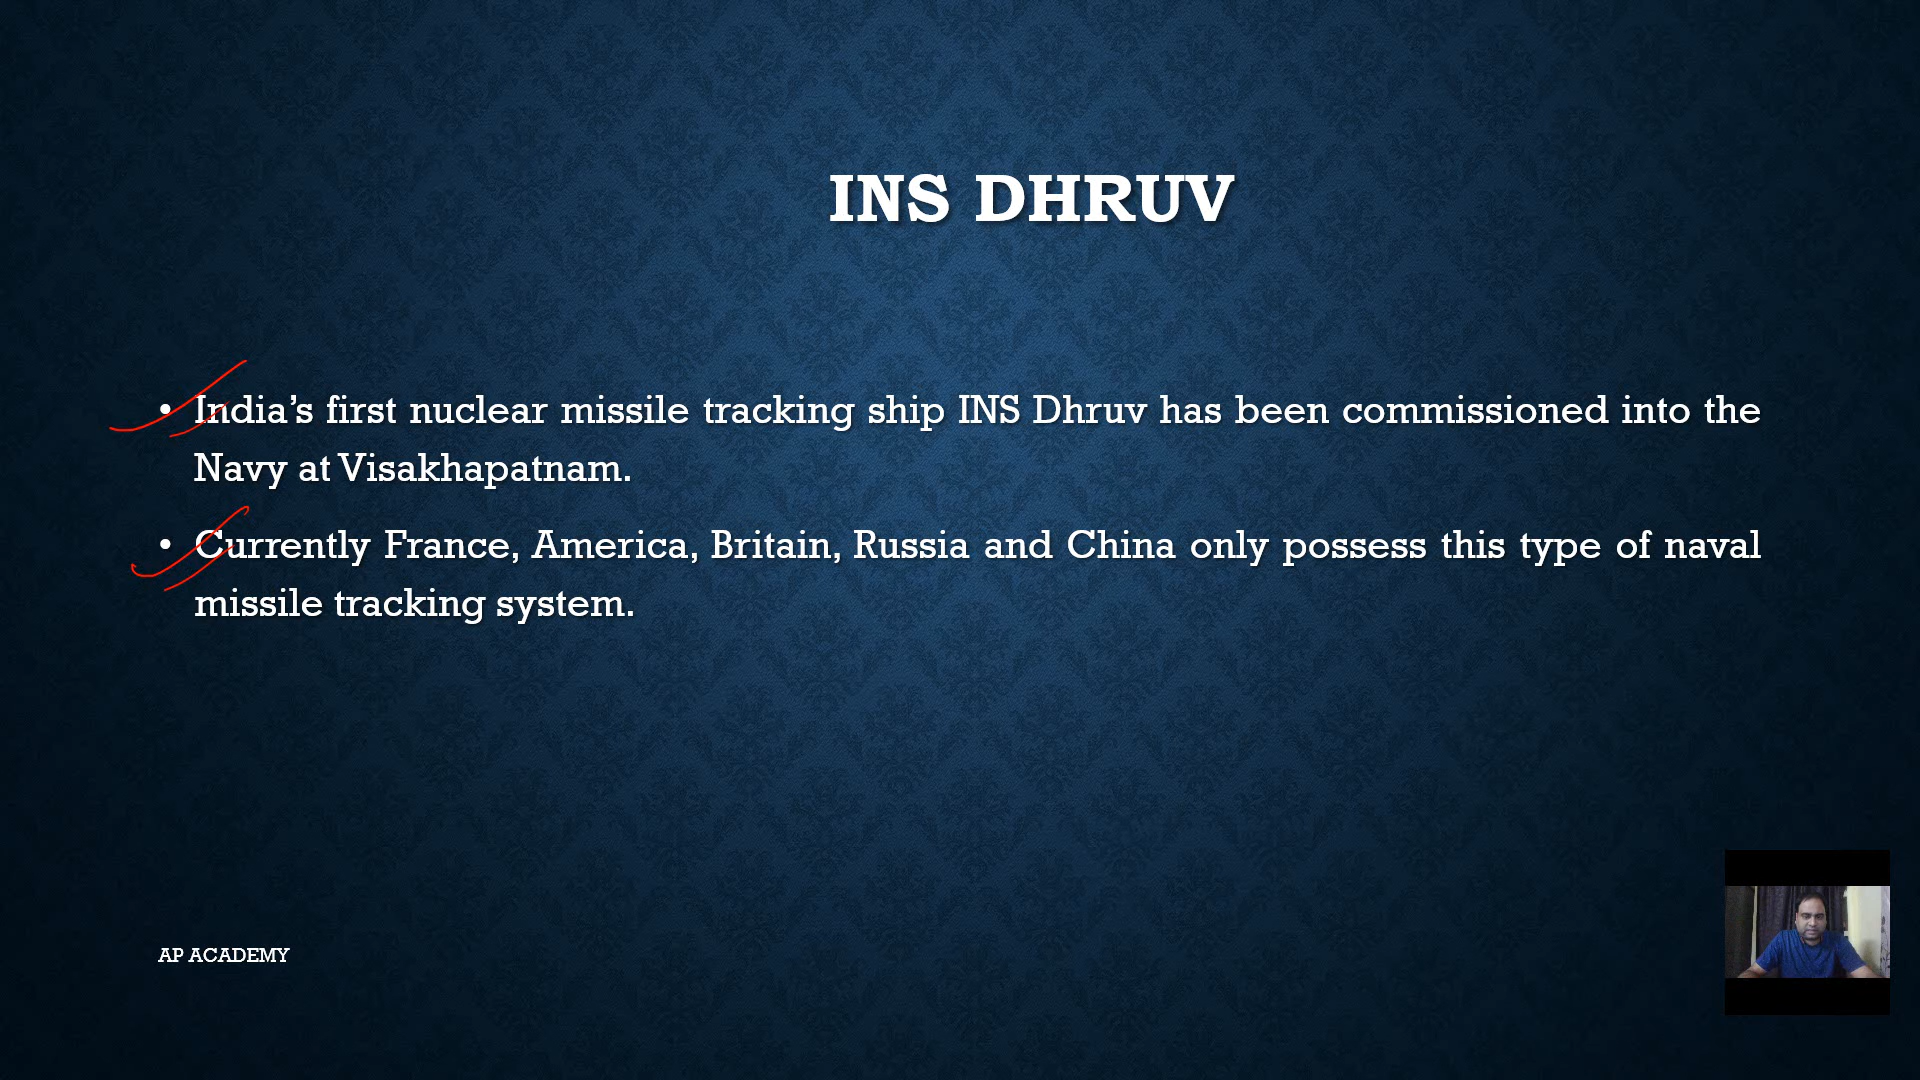 INS DHRUV
• India’s first nuclear missile tracking ship INS Dhruv has been commissioned into the
Navy at Visakhapatnam.
• Currently France, America, Britain, Russia and China only possess this type of naval
missile tracking system.
AP ACADEMY